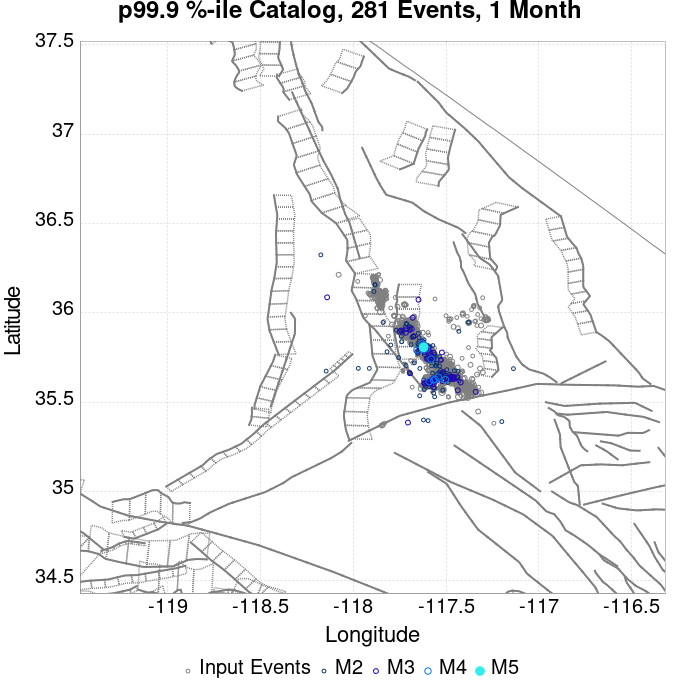 p99.9 %-ile Catalog, 281 Events, 1 Month
37.5
37
36.5
36
35.5
35
34.5
Latitude
-119
-118.5
-118
-117.5
-117
-116.5
Longitude
Input Events
M2
M3
M4
M5